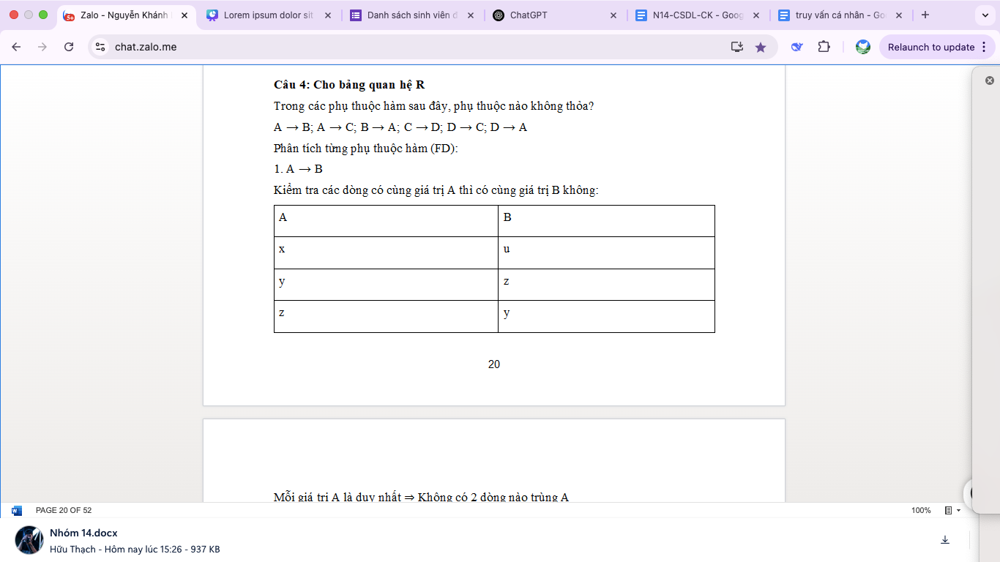 Zalo - Nguyễn Khánh
Lorem ipsum dolor sit
Danh sách sinh viên đ
ChatGPT
N14-CSDL-CK - Goog
truy vấn cá nhân - Go
chat.zalo.me
Relaunch to update
Câu 4: Cho bảng quan hệ R
Trong các phụ thuộc hàm sau đây, phụ thuộc nào không thỏa?
A → B; A → C; B → A; C → D; D → C; D → A
Phân tích từng phụ thuộc hàm (FD):
1. A → B
Kiểm tra các dòng có cùng giá trị A thì có cùng giá trị B không:
A B
x u
y z
z y
20
Mỗi giá trị A là duy nhất ⇒ Không có 2 dòng nào trùng A
PAGE 20 OF 52
100%
Nhóm 14.docx
Hữu Thạch - Hôm nay lúc 15:26 - 937 KB